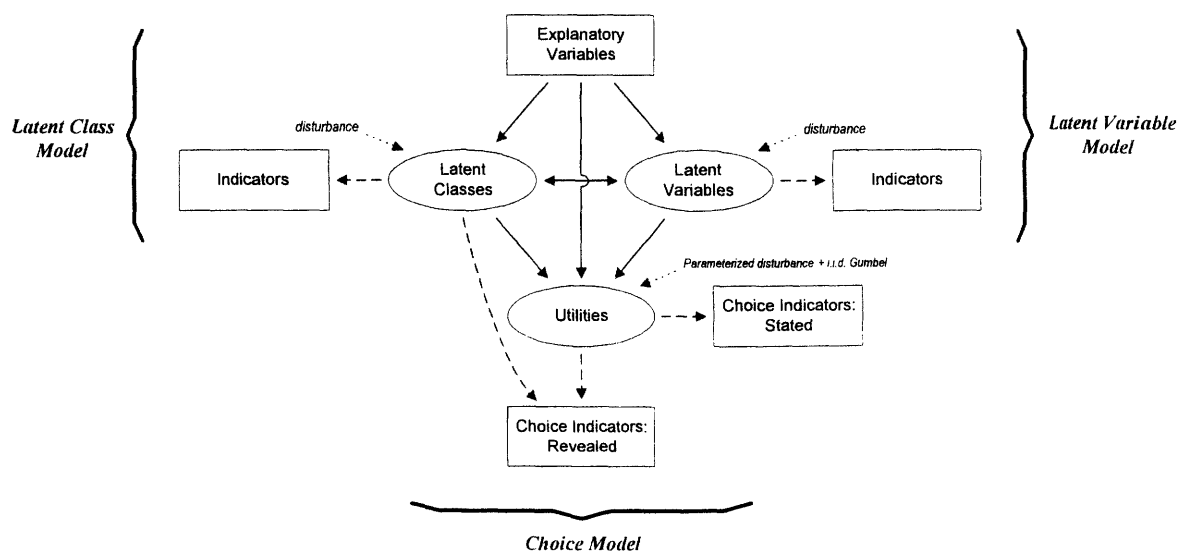 Explanatory
Variables
Latent Class
Model
Latent Variable
Model
disturbance
disturbance
Indicators
Latent
Classes
Latent
Variables
Indicators
Parameterized disturbance + i.i.d. Gumbel
Utilities
Choice Indicators:
Stated
Choice Indicators:
Revealed
Choice Model